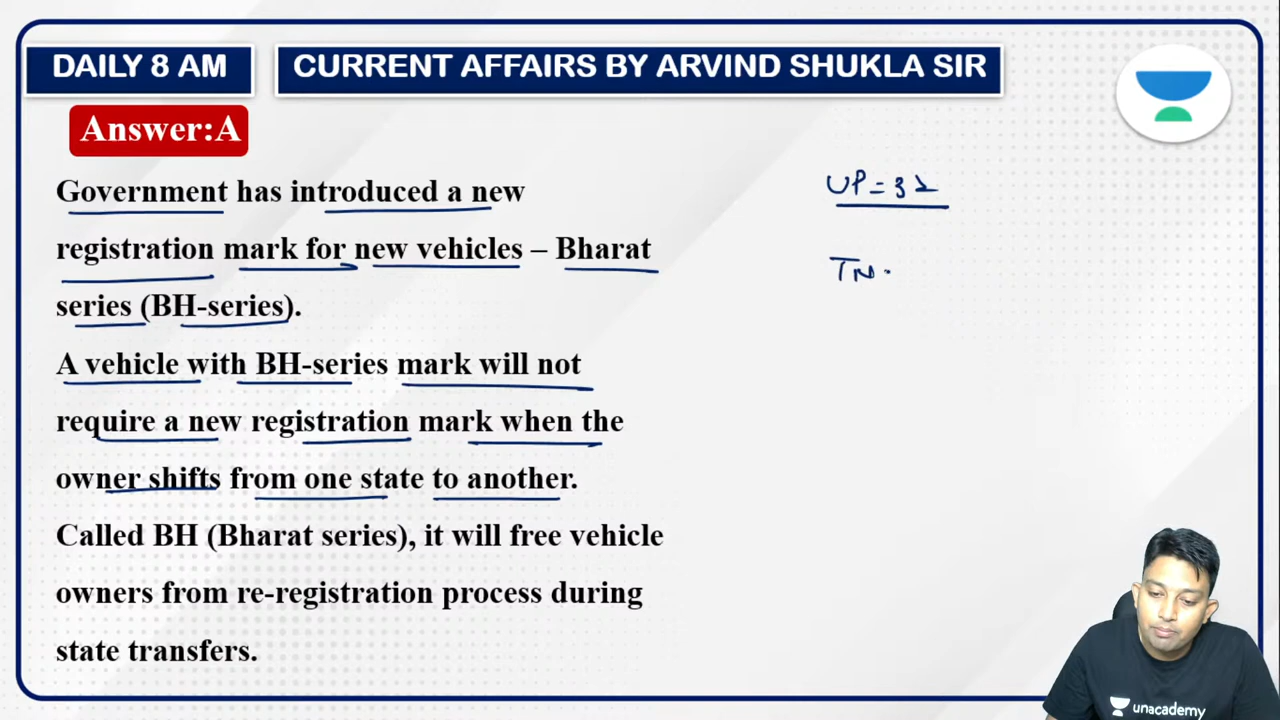 DAILY 8 AM
CURRENT AFFAIRS BY ARVIND SHUKLA SIR
Answer:A
Government has introduced a new
registration mark for new vehicles – Bharat
series (BH-series).
A vehicle with BH-series mark will not
require a new registration mark when the
owner shifts from one state to another.
Called BH (Bharat series), it will free vehicle
owners from re-registration process during
state transfers.
UP = 32
TN.
unacademy